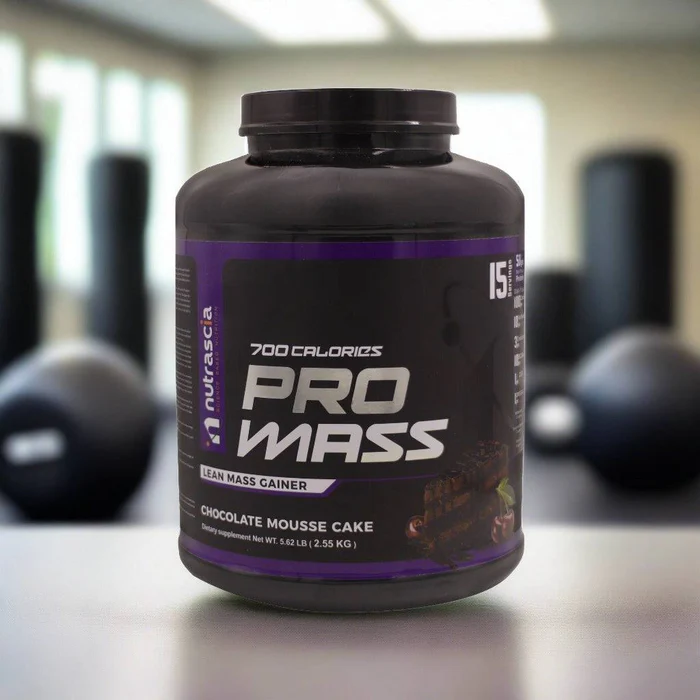 15
Servings
nutrascia
700 CALORIES
PRO
MASS
LEAN MASS GAINER
CHOCOLATE MOUSSE CAKE
Dietary supplement Net WT. 5.62 LB ( 2.55 KG )